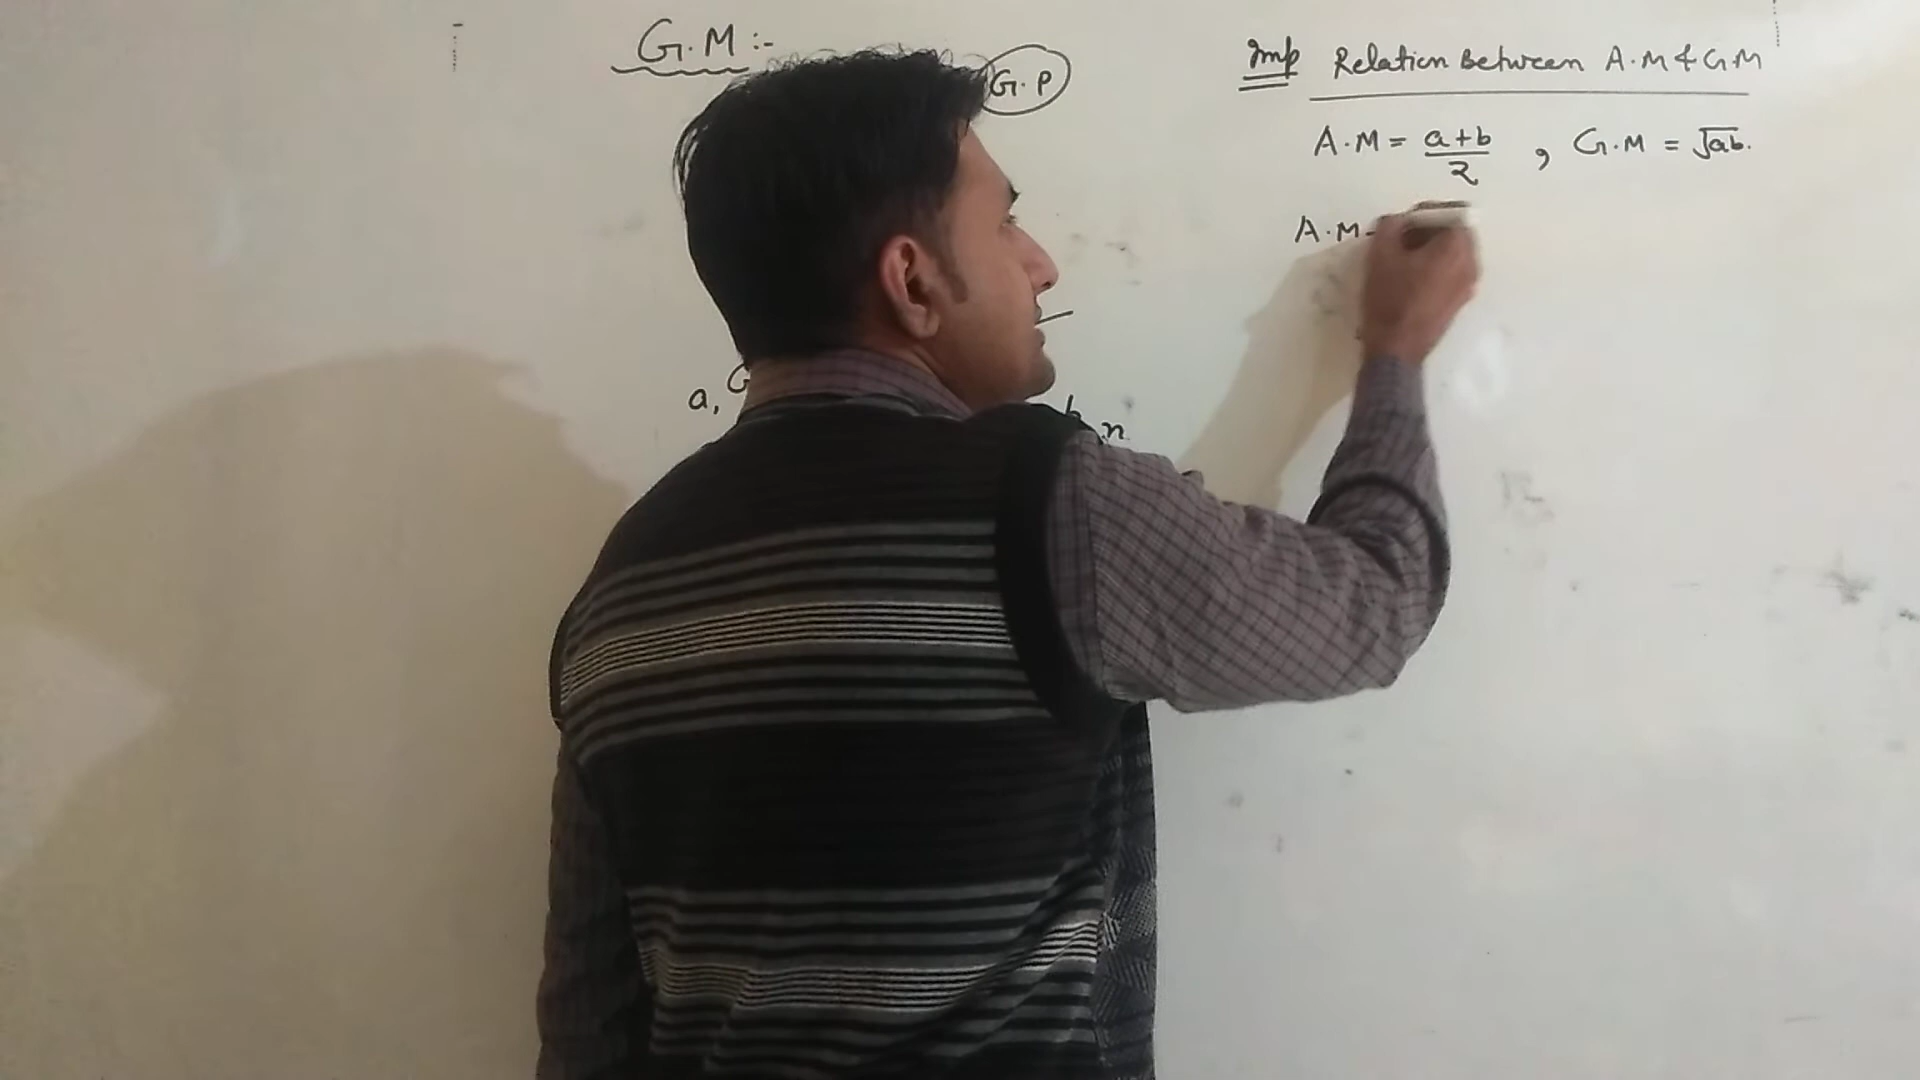 G.M :-
G.P
a, G
b
n
Imp Relation Between A.M & G.M
A.M = a+b/2 , G.M = √ab.
A.M -